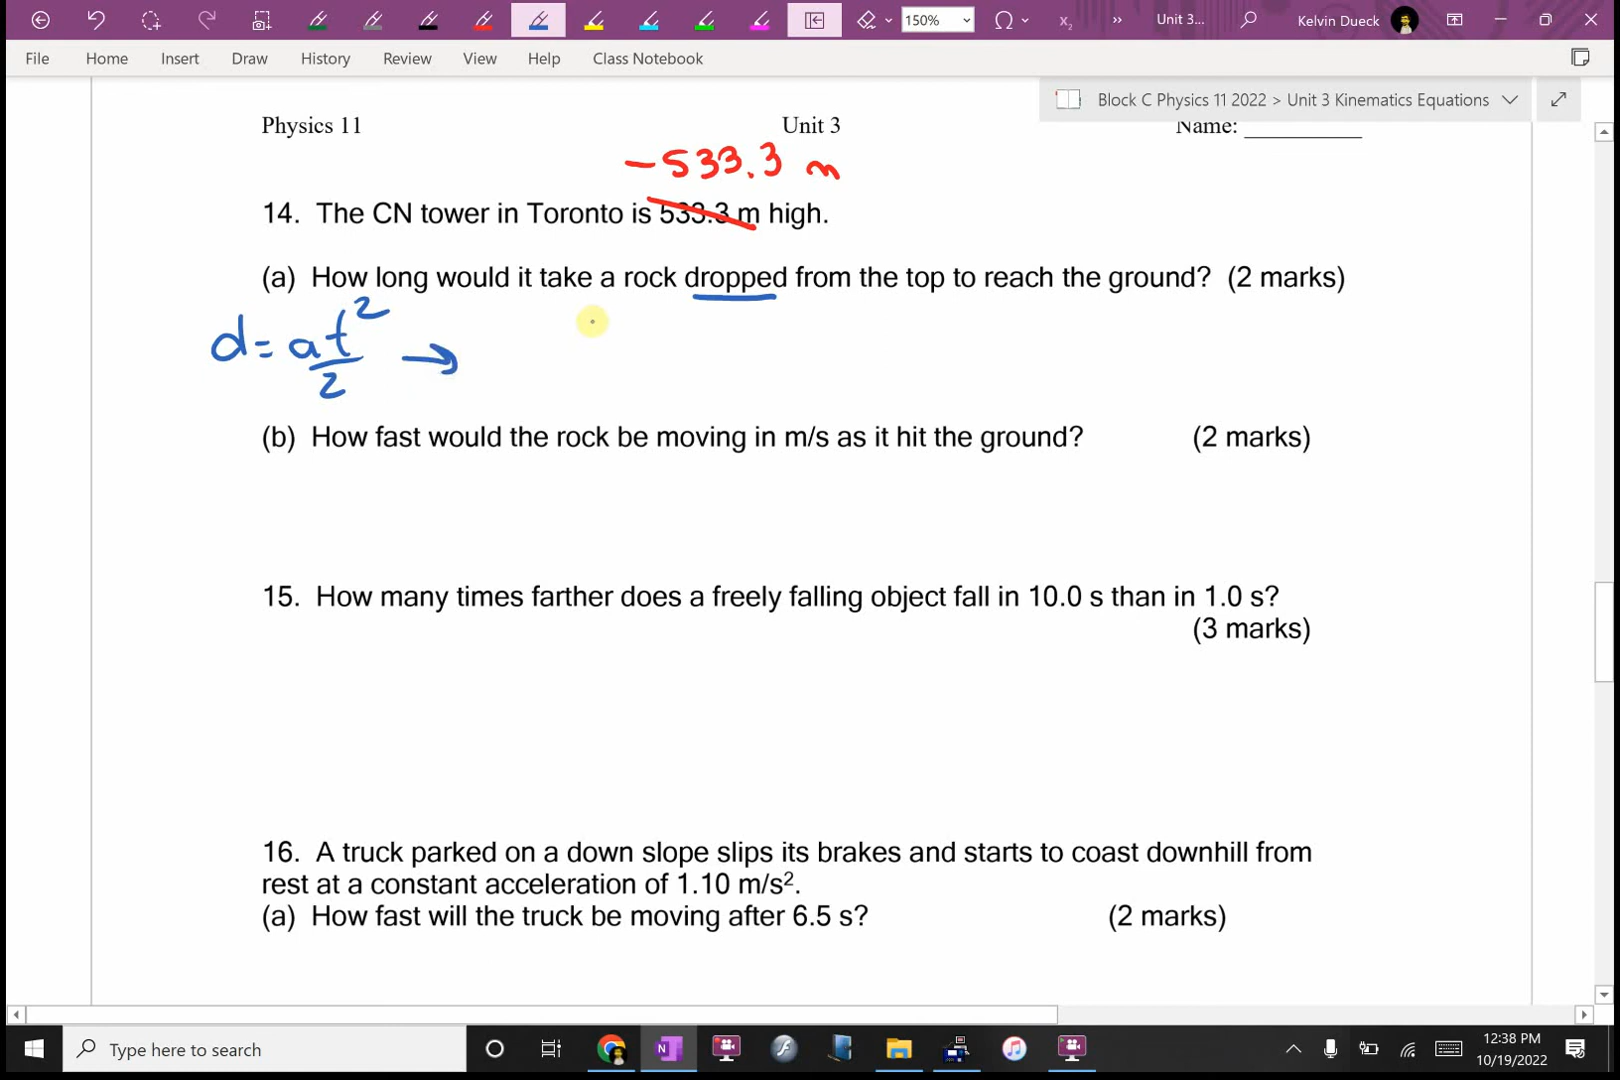 150%
Ω
x₂
»
Unit 3...
Kelvin Dueck
File Home Insert Draw History Review View Help Class Notebook
Block C Physics 11 2022 > Unit 3 Kinematics Equations
Physics 11 Unit 3 Name: __________
-533.3 m
14. The CN tower in Toronto is 533.3 m high.
(a) How long would it take a rock dropped from the top to reach the ground? (2 marks)
d = at²/2 →
(b) How fast would the rock be moving in m/s as it hit the ground? (2 marks)
15. How many times farther does a freely falling object fall in 10.0 s than in 1.0 s?
(3 marks)
16. A truck parked on a down slope slips its brakes and starts to coast downhill from
rest at a constant acceleration of 1.10 m/s².
(a) How fast will the truck be moving after 6.5 s? (2 marks)
Type here to search
12:38 PM
10/19/2022